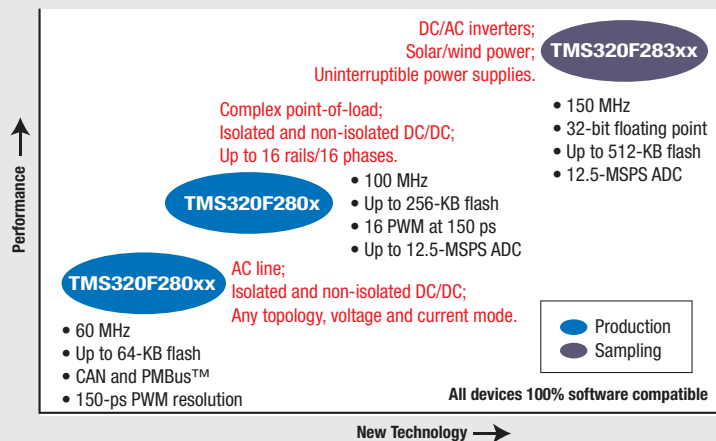 DC/AC inverters;
Solar/wind power;
Uninterruptible power supplies.
TMS320F283xx
• 150 MHz
• 32-bit floating point
• Up to 512-KB flash
• 12.5-MSPS ADC
Complex point-of-load;
Isolated and non-isolated DC/DC;
Up to 16 rails/16 phases.
TMS320F280x
• 100 MHz
• Up to 256-KB flash
• 16 PWM at 150 ps
• Up to 12.5-MSPS ADC
TMS320F280xx
AC line;
Isolated and non-isolated DC/DC;
Any topology, voltage and current mode.
• 60 MHz
• Up to 64-KB flash
• CAN and PMBus™
• 150-ps PWM resolution
Production
Sampling
All devices 100% software compatible
Performance
New Technology